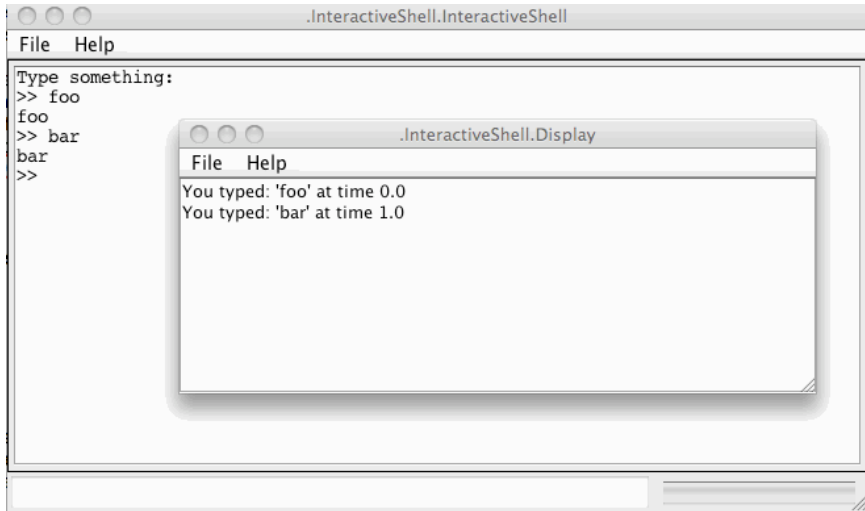 .InteractiveShell.InteractiveShell
File Help
Type something:
>> foo
foo
>> bar
bar
>>
.InteractiveShell.Display
File Help
You typed: 'foo' at time 0.0
You typed: 'bar' at time 1.0